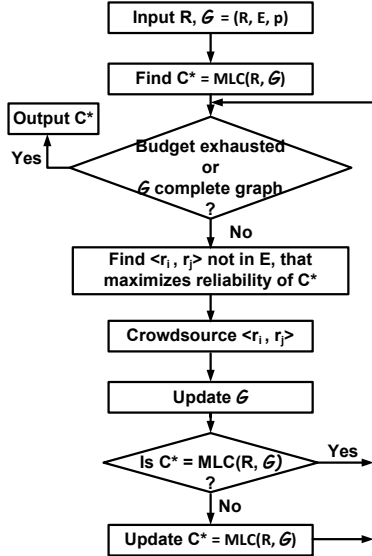 Input R, 𝒢 = (R, E, p)
Find C* = MLC(R, 𝒢)
Output C*
Yes
Budget exhausted
or
𝒢 complete graph
?
No
Find <rᵢ , rⱼ> not in E, that
maximizes reliability of C*
Crowdsource <rᵢ , rⱼ>
Update 𝒢
Is C* = MLC(R, 𝒢)
?
Yes
No
Update C* = MLC(R, 𝒢)